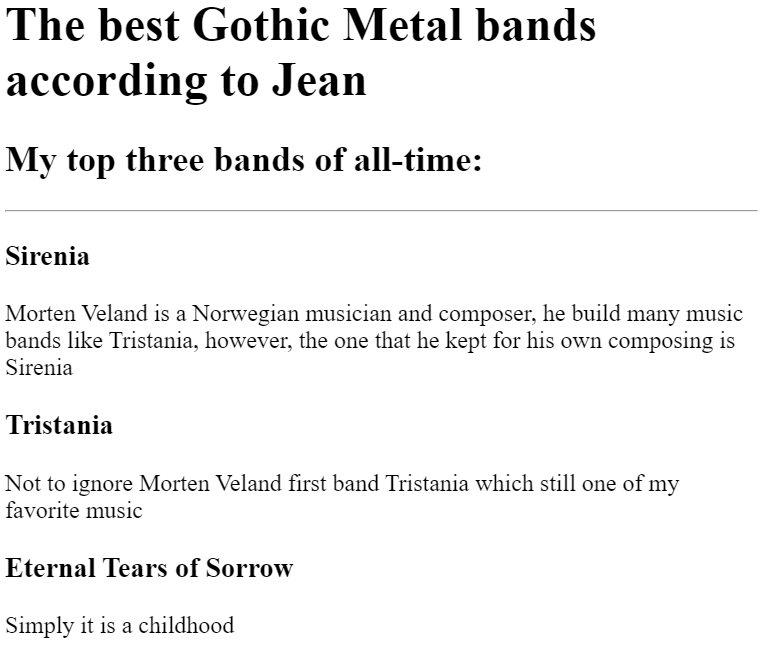 The best Gothic Metal bands
according to Jean
My top three bands of all-time:
Sirenia
Morten Veland is a Norwegian musician and composer, he build many music
bands like Tristania, however, the one that he kept for his own composing is
Sirenia
Tristania
Not to ignore Morten Veland first band Tristania which still one of my
favorite music
Eternal Tears of Sorrow
Simply it is a childhood